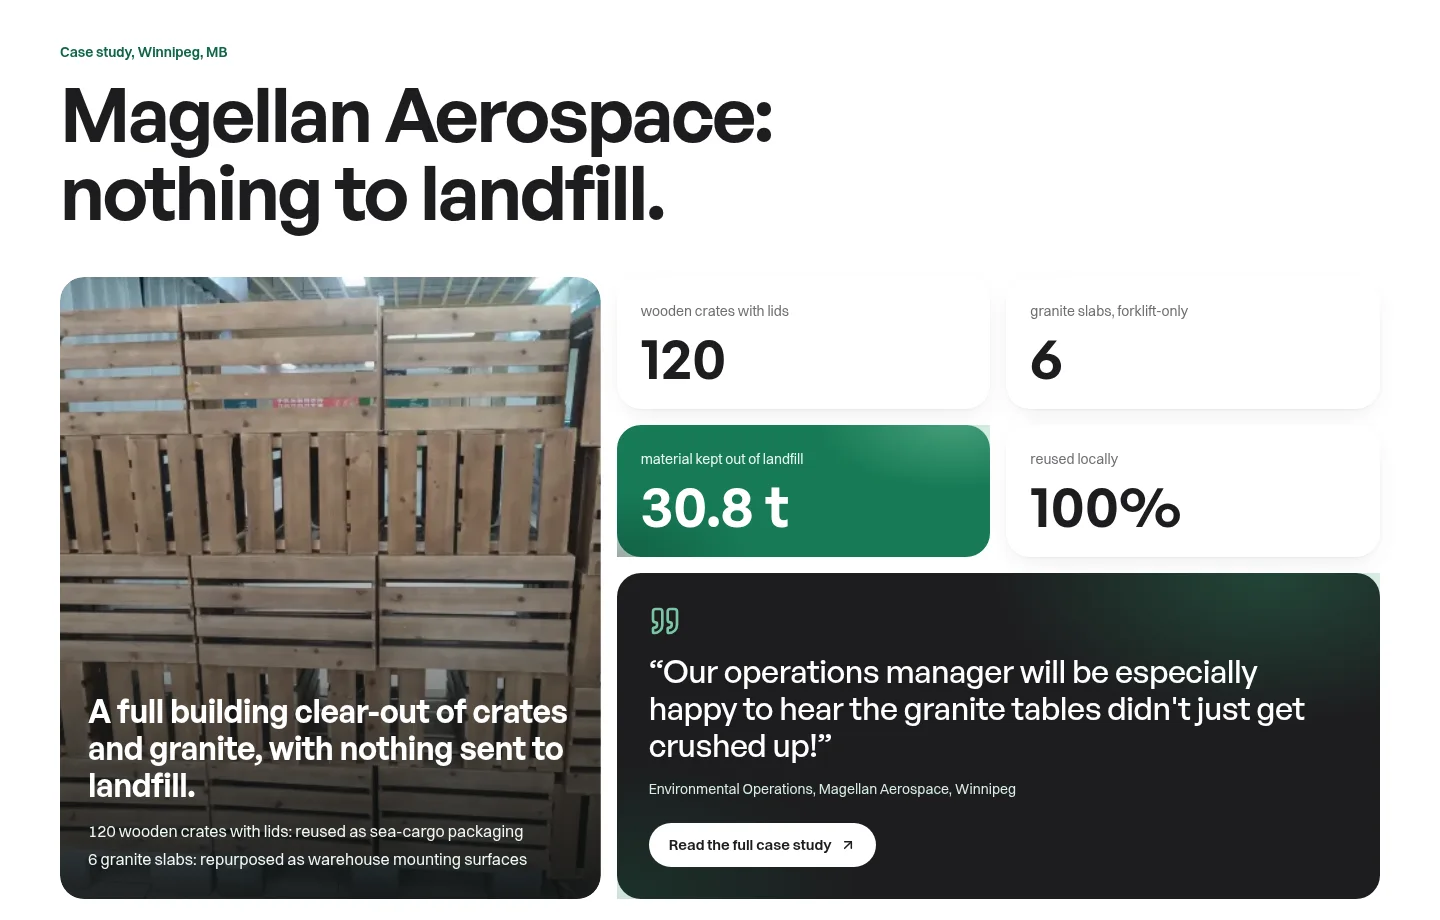 Case study, Winnipeg, MB
Magellan Aerospace:
nothing to landfill.
A full building clear-out of crates
and granite, with nothing sent to
landfill.
120 wooden crates with lids: reused as sea-cargo packaging
6 granite slabs: repurposed as warehouse mounting surfaces
wooden crates with lids
120
granite slabs, forklift-only
6
material kept out of landfill
30.8 t
reused locally
100%
“Our operations manager will be especially
happy to hear the granite tables didn't just get
crushed up!”
Environmental Operations, Magellan Aerospace, Winnipeg
Read the full case study